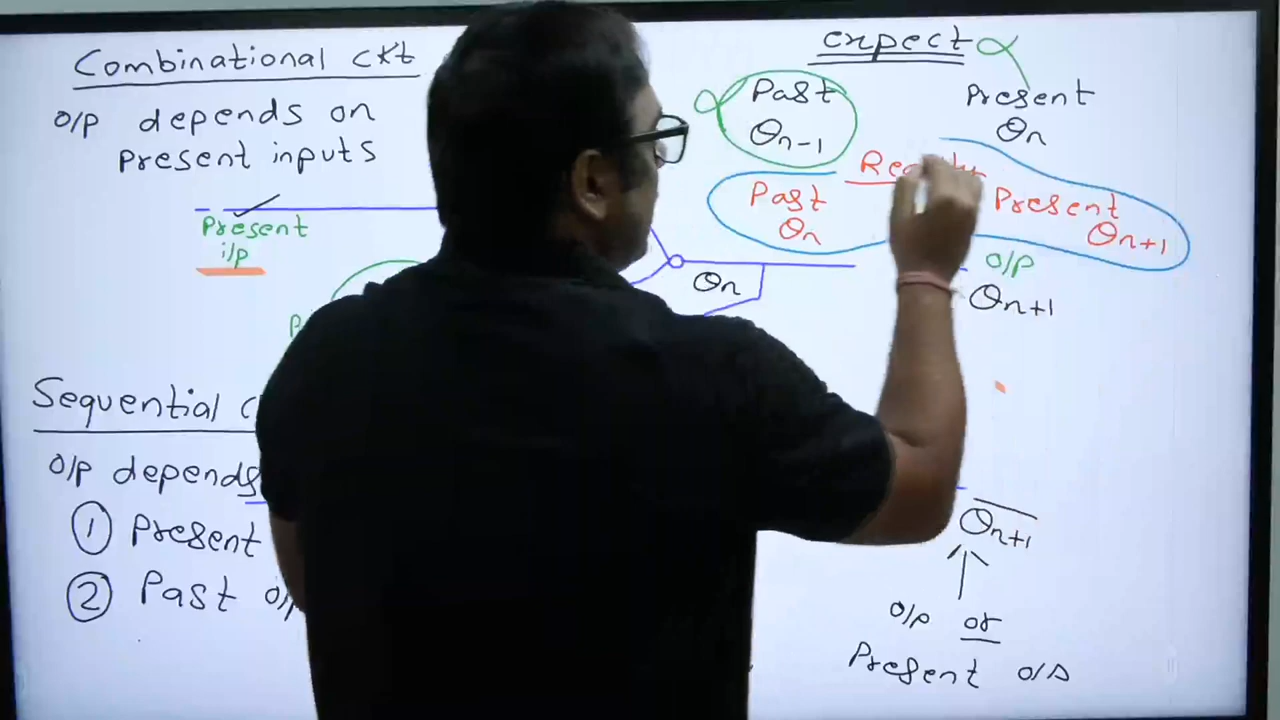 Combinational CKt
O/P depends on
Present inputs
Present
i/p
Sequential
O/P depends
① Present
② Past O/P
expect
Past
Qn-1
Present
Qn
Past
Qn
Present
Qn+1
Qn
O/P
Qn+1
Qn+1
O/P or
Present